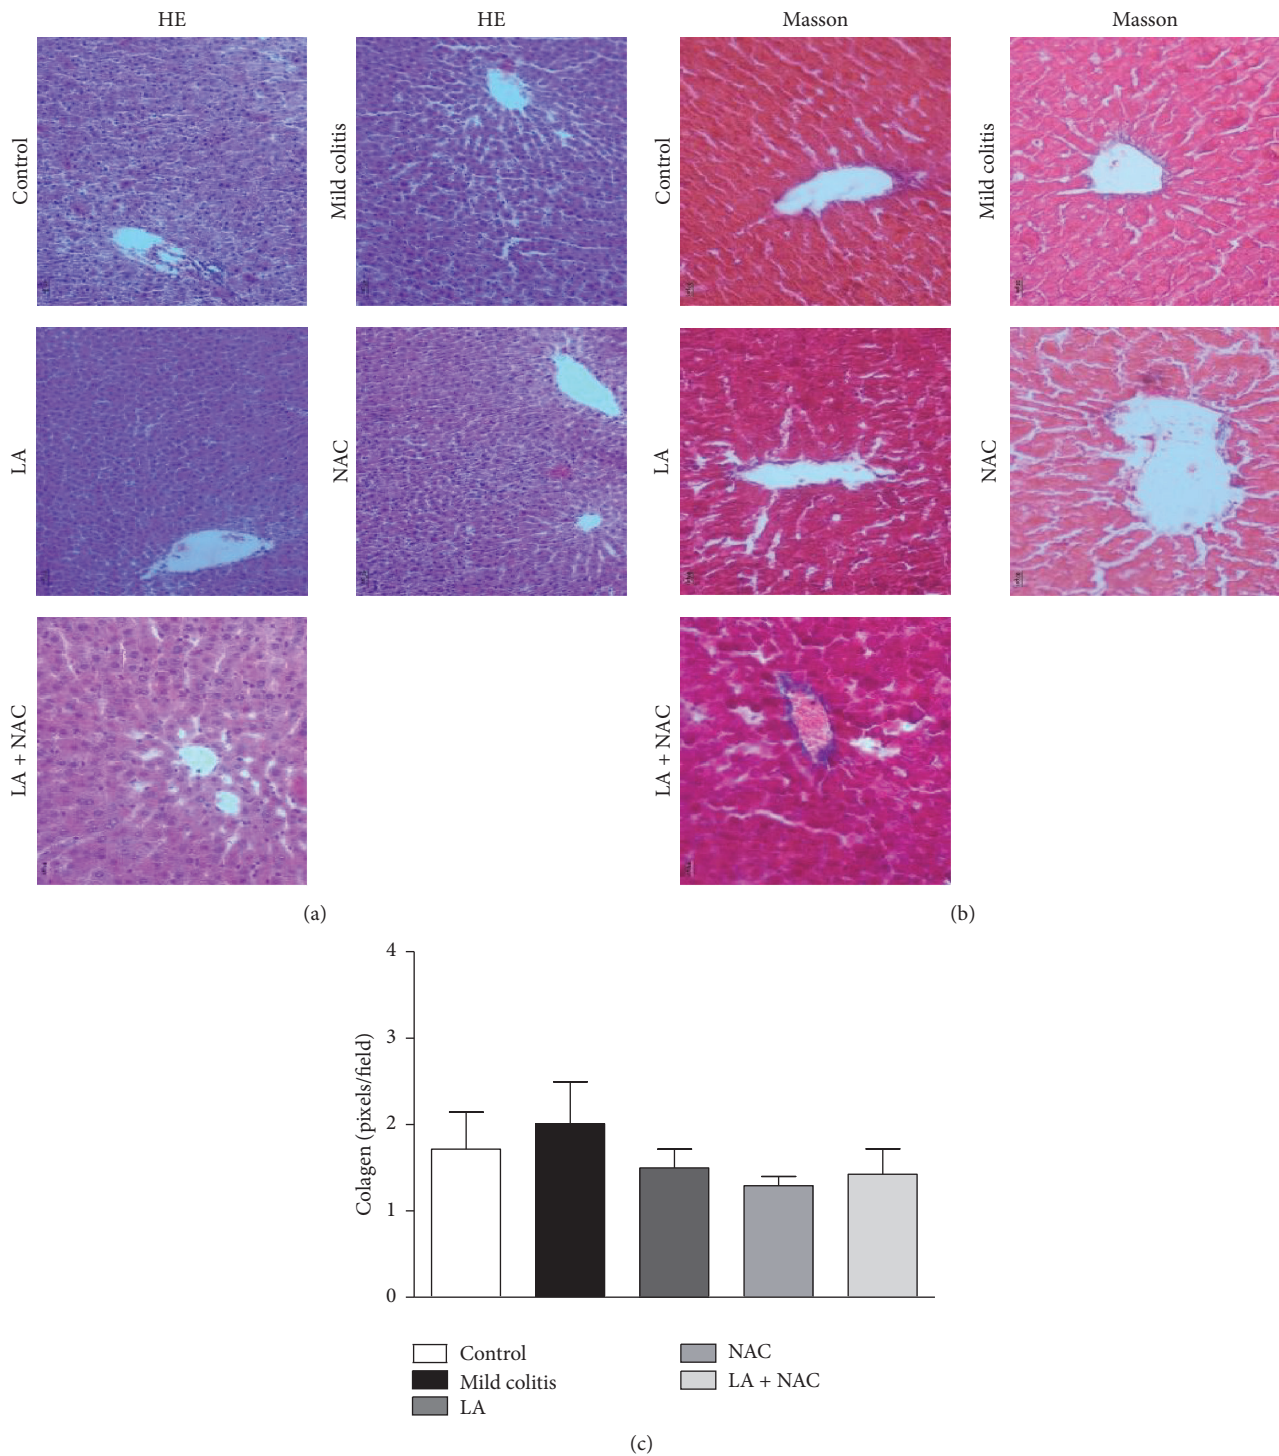 HE
HE
Masson
Masson
Control
Mild colitis
Control
Mild colitis
LA
NAC
LA
NAC
LA + NAC
LA + NAC
(a)
(b)
4
3
2
1
0
Colagen (pixels/field)
Control
Mild colitis
LA
NAC
LA + NAC
(c)